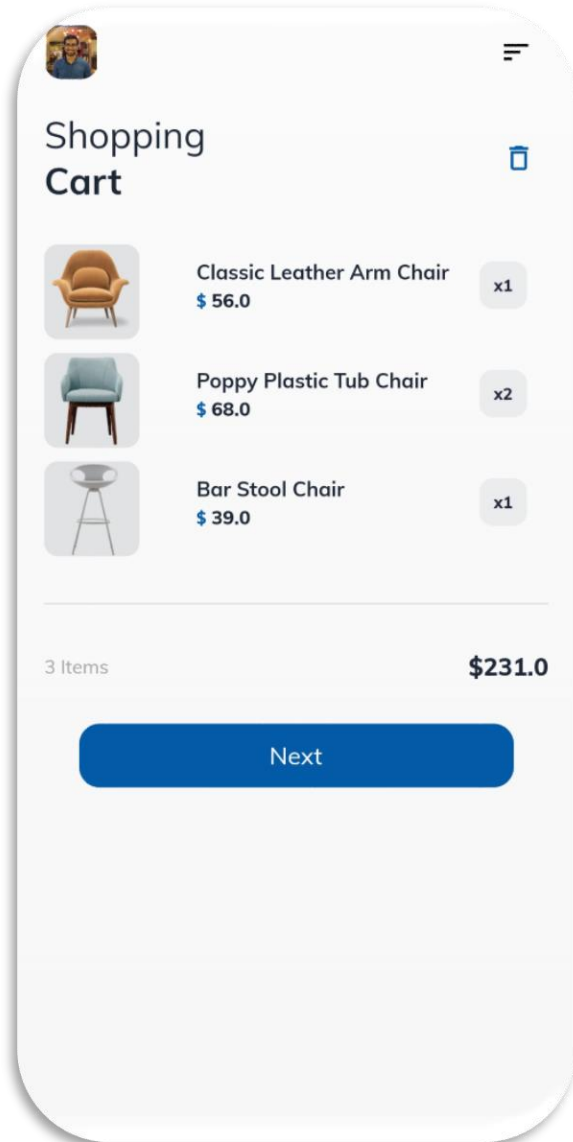 Shopping
Cart
Classic Leather Arm Chair
$ 56.0
x1
Poppy Plastic Tub Chair
$ 68.0
x2
Bar Stool Chair
$ 39.0
x1
3 Items
$231.0
Next